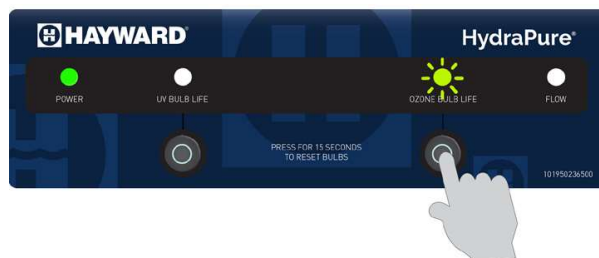 HAYWARD®
HydraPure®
POWER
UV BULB LIFE
OZONE BULB LIFE
FLOW
PRESS FOR 15 SECONDS
TO RESET BULBS
101950236500